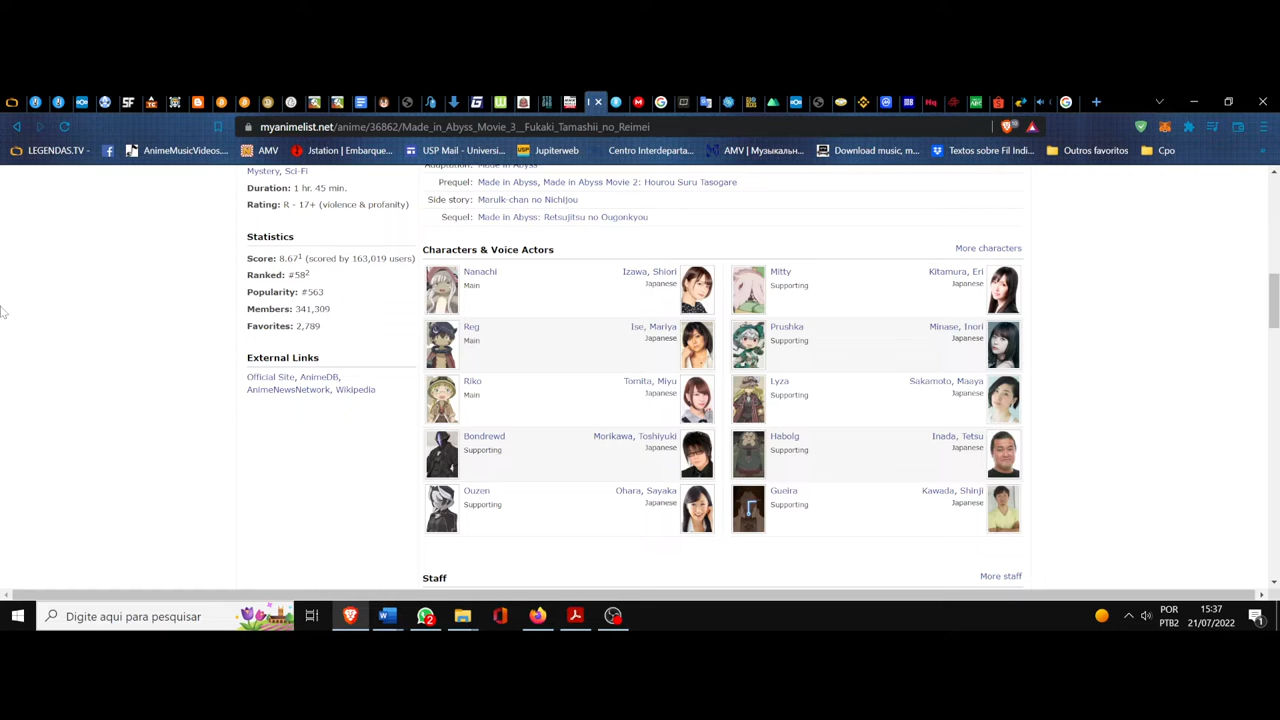 myanimelist.net/anime/36862/Made_in_Abyss_Movie_3__Fukaki_Tamashii_no_Reimei
LEGENDAS.TV -
AnimeMusicVideos...
AMV
Jstation | Embarque...
USP Mail - Universi...
Jupiterweb
Centro Interdeparta...
AMV | Музыкальн...
Download music, m...
Textos sobre Fil Indi...
Outros favoritos
Cpo
Mystery, Sci-Fi
Duration: 1 hr. 45 min.
Rating: R - 17+ (violence & profanity)
Statistics
Score: 8.67¹ (scored by 163,019 users)
Ranked: #58²
Popularity: #563
Members: 341,309
Favorites: 2,789
External Links
Official Site, AnimeDB,
AnimeNewsNetwork, Wikipedia
Adaptation: Made in Abyss
Prequel: Made in Abyss, Made in Abyss Movie 2: Hourou Suru Tasogare
Side story: Marulk-chan no Nichijou
Sequel: Made in Abyss: Retsujitsu no Ougonkyou
Characters & Voice Actors
More characters
Nanachi
Main
Izawa, Shiori
Japanese
Mitty
Supporting
Kitamura, Eri
Japanese
Reg
Main
Ise, Mariya
Japanese
Prushka
Supporting
Minase, Inori
Japanese
Riko
Main
Tomita, Miyu
Japanese
Lyza
Supporting
Sakamoto, Maaya
Japanese
Bondrewd
Supporting
Morikawa, Toshiyuki
Japanese
Habolg
Supporting
Inada, Tetsu
Japanese
Ouzen
Supporting
Ohara, Sayaka
Japanese
Gueira
Supporting
Kawada, Shinji
Japanese
Staff
More staff
Digite aqui para pesquisar
POR
PTB2
15:37
21/07/2022